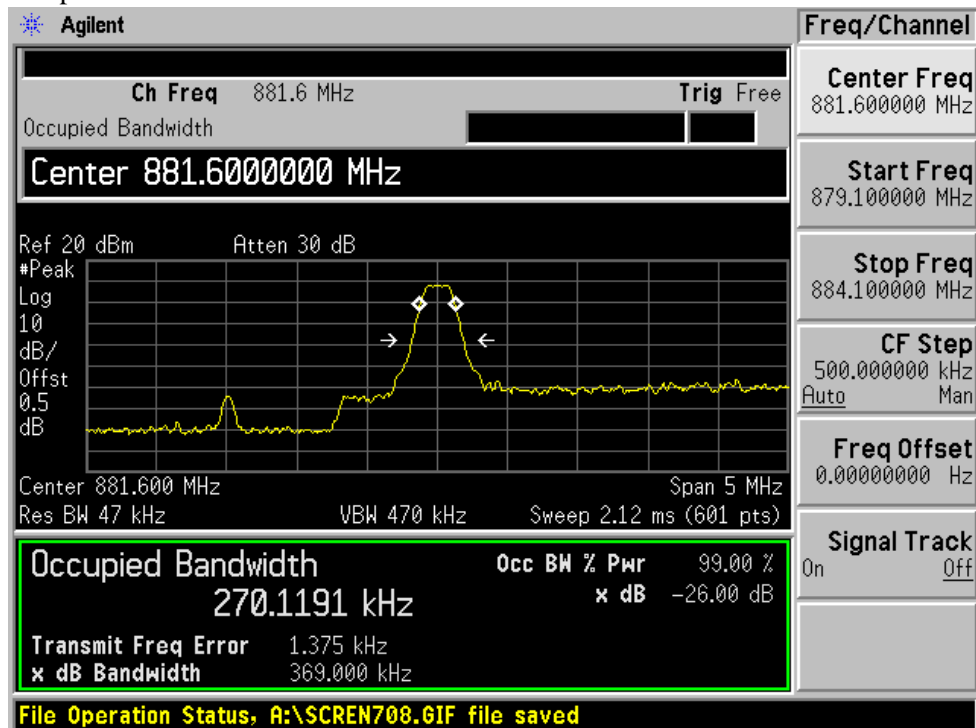 Agilent
Freq/Channel
Ch Freq 881.6 MHz Trig Free
Occupied Bandwidth
Center 881.6000000 MHz
Ref 20 dBm Atten 30 dB
#Peak
Log
10
dB/
Offst
0.5
dB
Center 881.600 MHz Span 5 MHz
Res BW 47 kHz VBW 470 kHz Sweep 2.12 ms (601 pts)
Occupied Bandwidth Occ BW % Pwr 99.00 %
270.1191 kHz x dB -26.00 dB
Transmit Freq Error 1.375 kHz
x dB Bandwidth 369.000 kHz
File Operation Status, A:\SCREN708.GIF file saved
Center Freq
881.600000 MHz
Start Freq
879.100000 MHz
Stop Freq
884.100000 MHz
CF Step
500.000000 kHz
Auto Man
Freq Offset
0.00000000 Hz
Signal Track
On Off